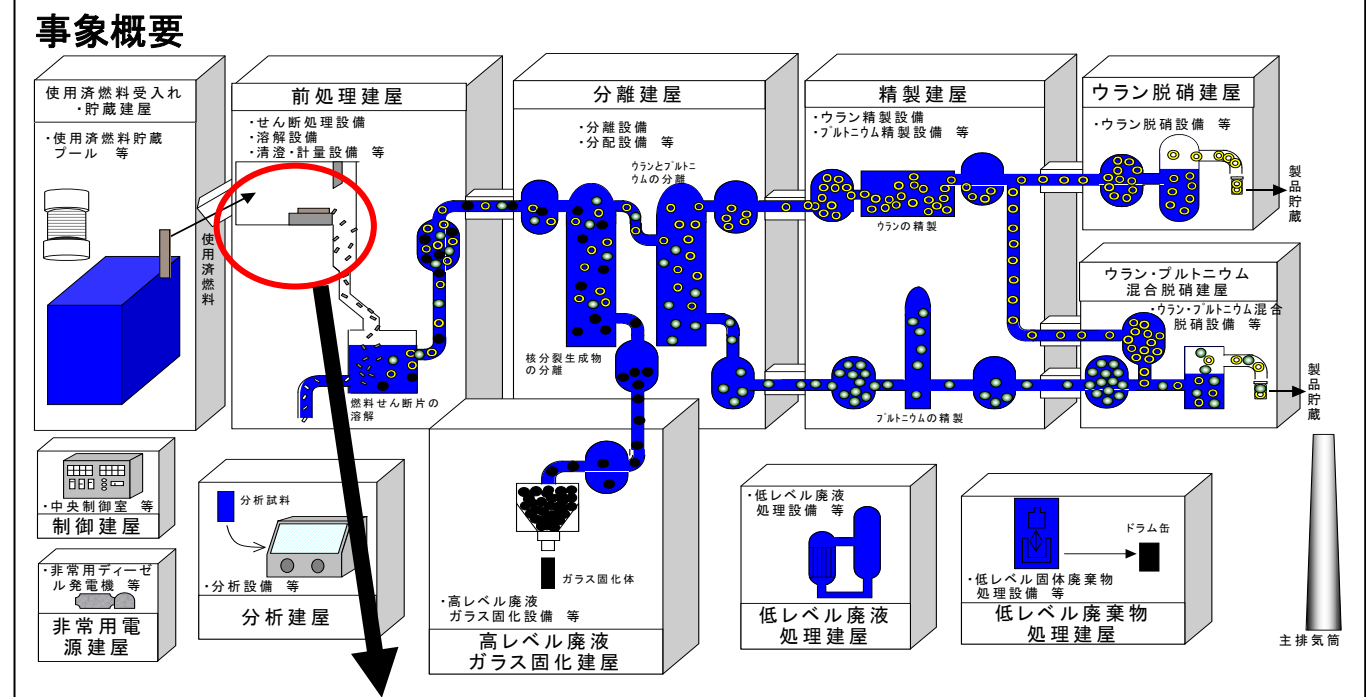 事象概要
使用済燃料受入れ
・貯蔵建屋
・使用済燃料貯蔵
プール 等
使用済燃料
前処理建屋
・せん断処理設備
・溶解設備
・清澄・計量設備 等
燃料せん断片の
溶解
分離建屋
・分離設備
・分配設備 等
ウランとプルトニ
ウムの分離
核分裂生成物
の分離
精製建屋
・ウラン精製設備
・プルトニウム精製設備 等
ウランの精製
プルトニウムの精製
ウラン脱硝建屋
・ウラン脱硝設備 等
製品貯蔵
ウラン・プルトニウム
混合脱硝建屋
・ウラン・プルトニウム混合
脱硝設備 等
製品貯蔵
・中央制御室 等
制御建屋
・非常用ディーゼ
ル発電機 等
非常用電
源建屋
分析試料
・分析設備 等
分析建屋
ガラス固化体
・高レベル廃液
ガラス固化設備 等
高レベル廃液
ガラス固化建屋
・低レベル廃液
処理設備 等
低レベル廃液
処理建屋
ドラム缶
・低レベル固体廃棄物
処理設備 等
低レベル廃棄物
処理建屋
主排気筒